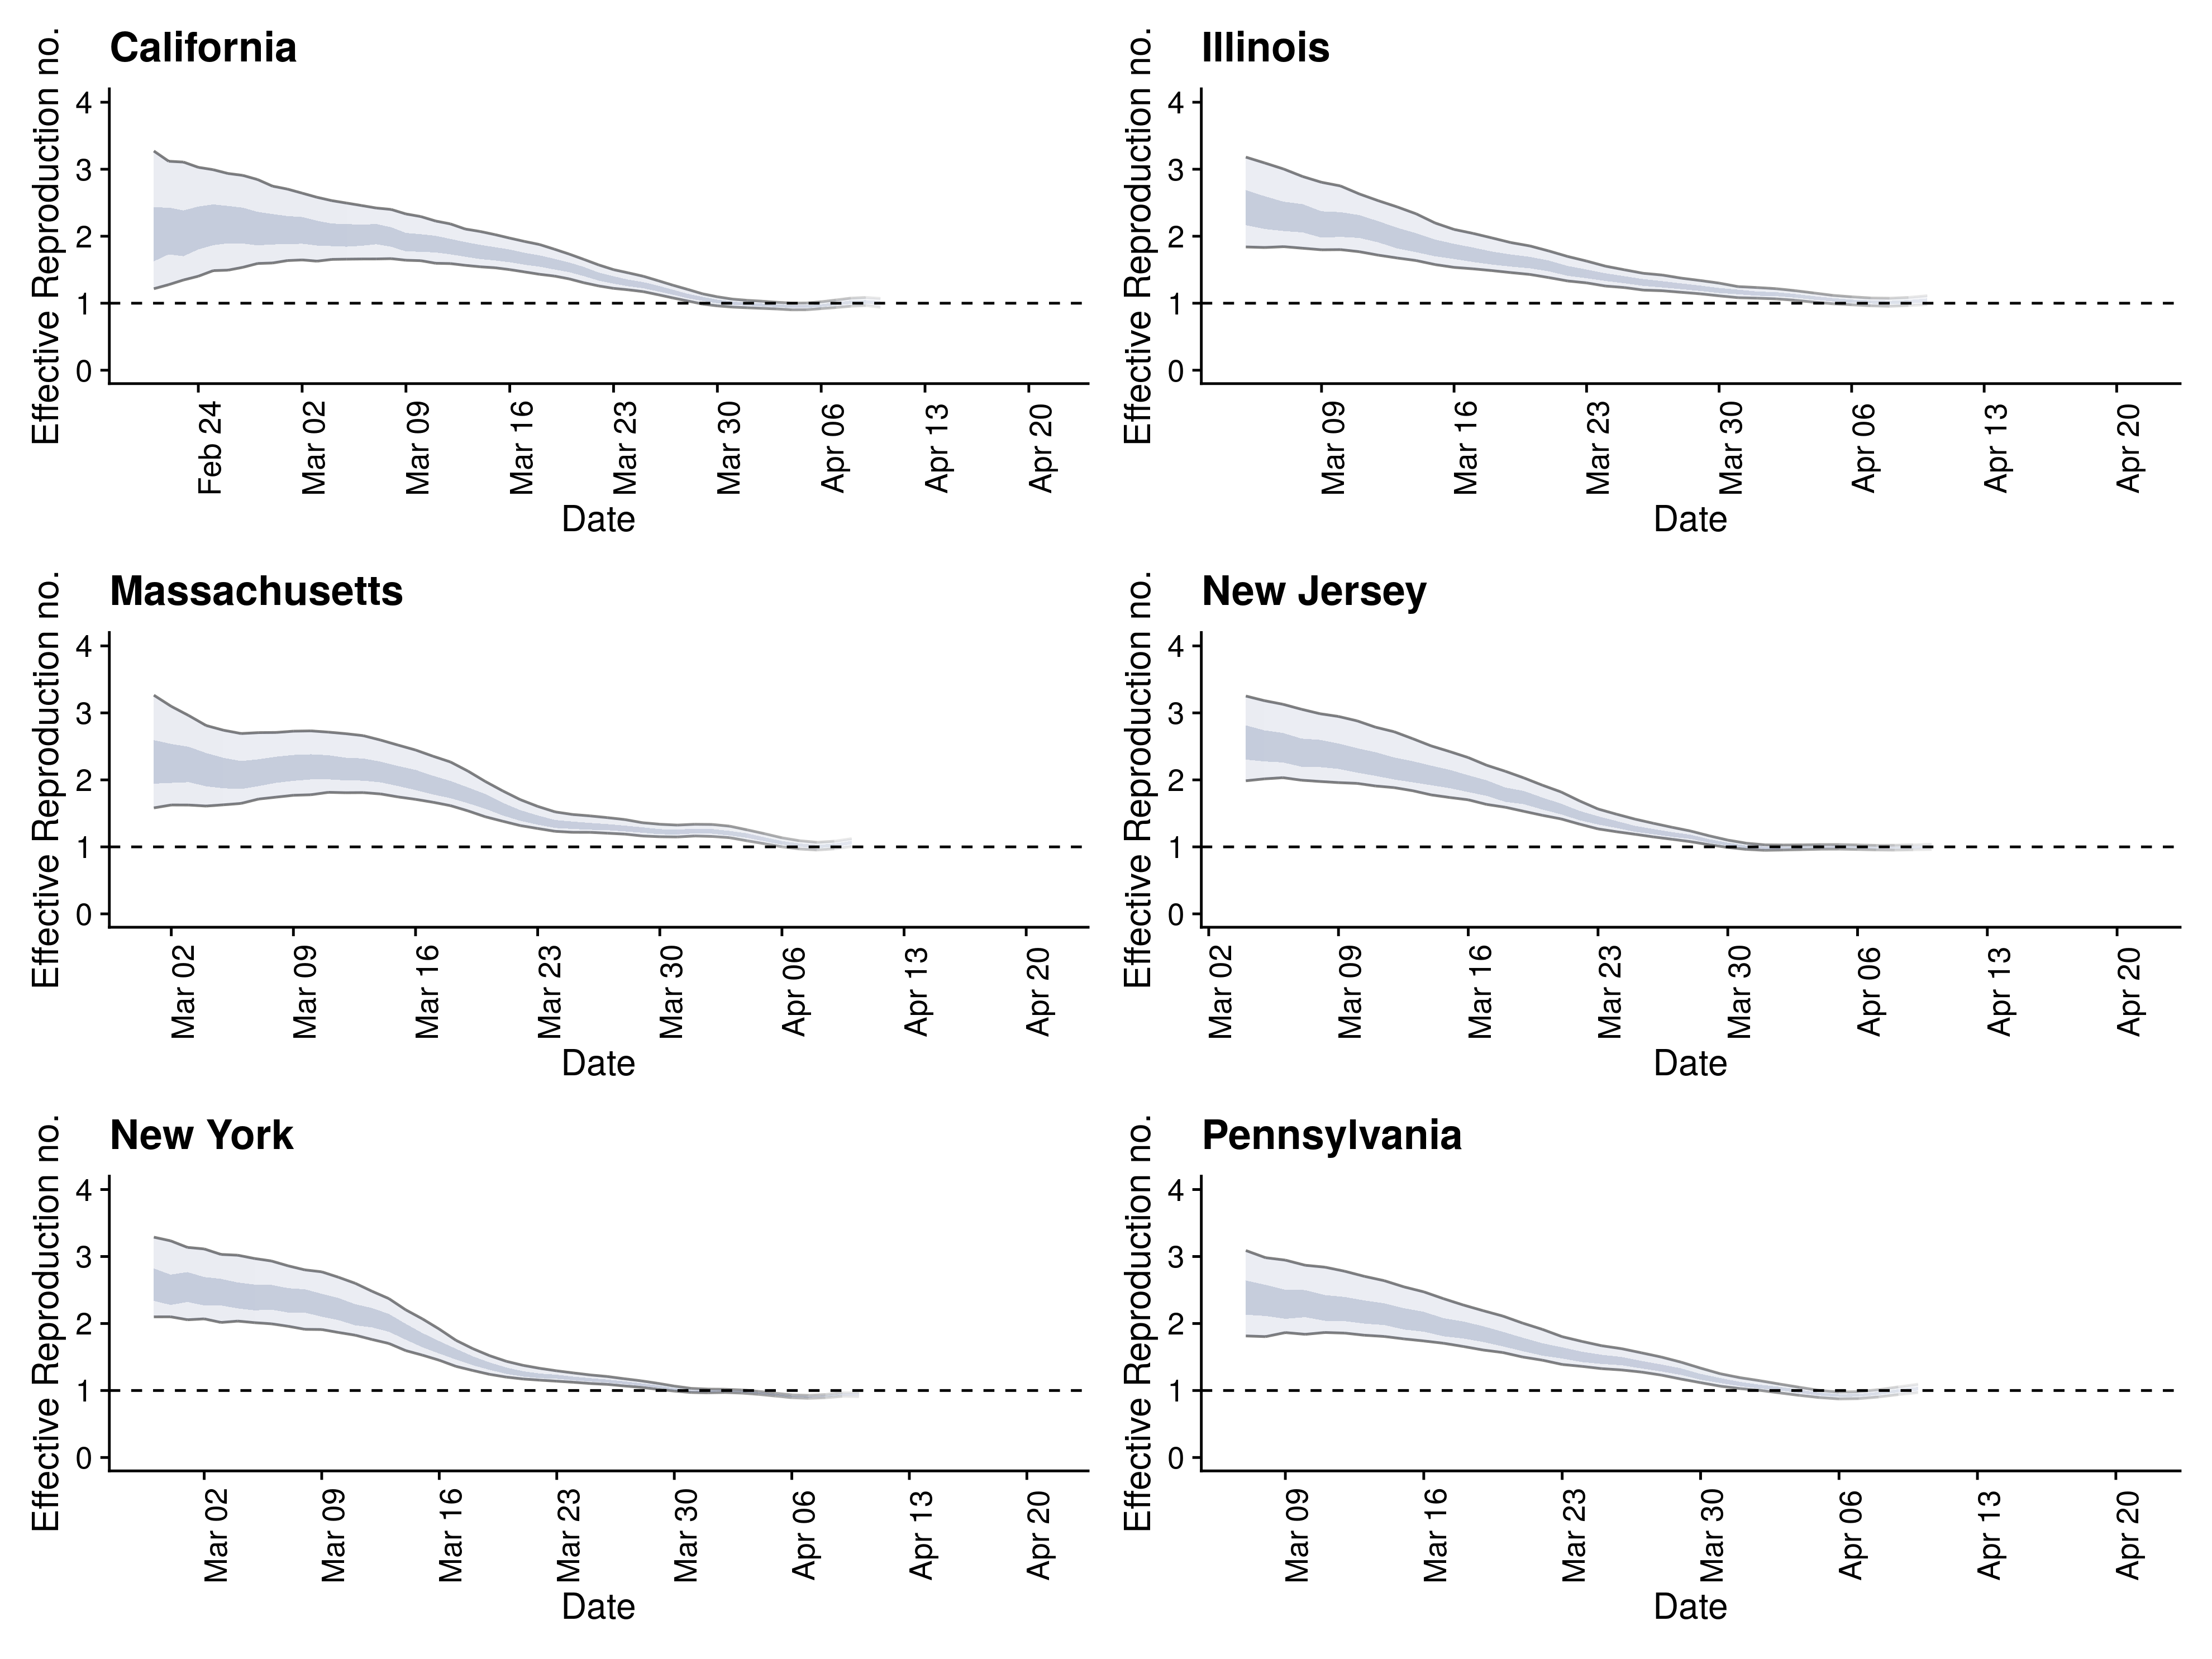 California
Effective Reproduction no.
4
3
2
1
0
Feb 24
Mar 02
Mar 09
Mar 16
Mar 23
Mar 30
Apr 06
Apr 13
Apr 20
Date
Illinois
Effective Reproduction no.
4
3
2
1
0
Mar 09
Mar 16
Mar 23
Mar 30
Apr 06
Apr 13
Apr 20
Date
Massachusetts
Effective Reproduction no.
4
3
2
1
0
Mar 02
Mar 09
Mar 16
Mar 23
Mar 30
Apr 06
Apr 13
Apr 20
Date
New Jersey
Effective Reproduction no.
4
3
2
1
0
Mar 02
Mar 09
Mar 16
Mar 23
Mar 30
Apr 06
Apr 13
Apr 20
Date
New York
Effective Reproduction no.
4
3
2
1
0
Mar 02
Mar 09
Mar 16
Mar 23
Mar 30
Apr 06
Apr 13
Apr 20
Date
Pennsylvania
Effective Reproduction no.
4
3
2
1
0
Mar 09
Mar 16
Mar 23
Mar 30
Apr 06
Apr 13
Apr 20
Date